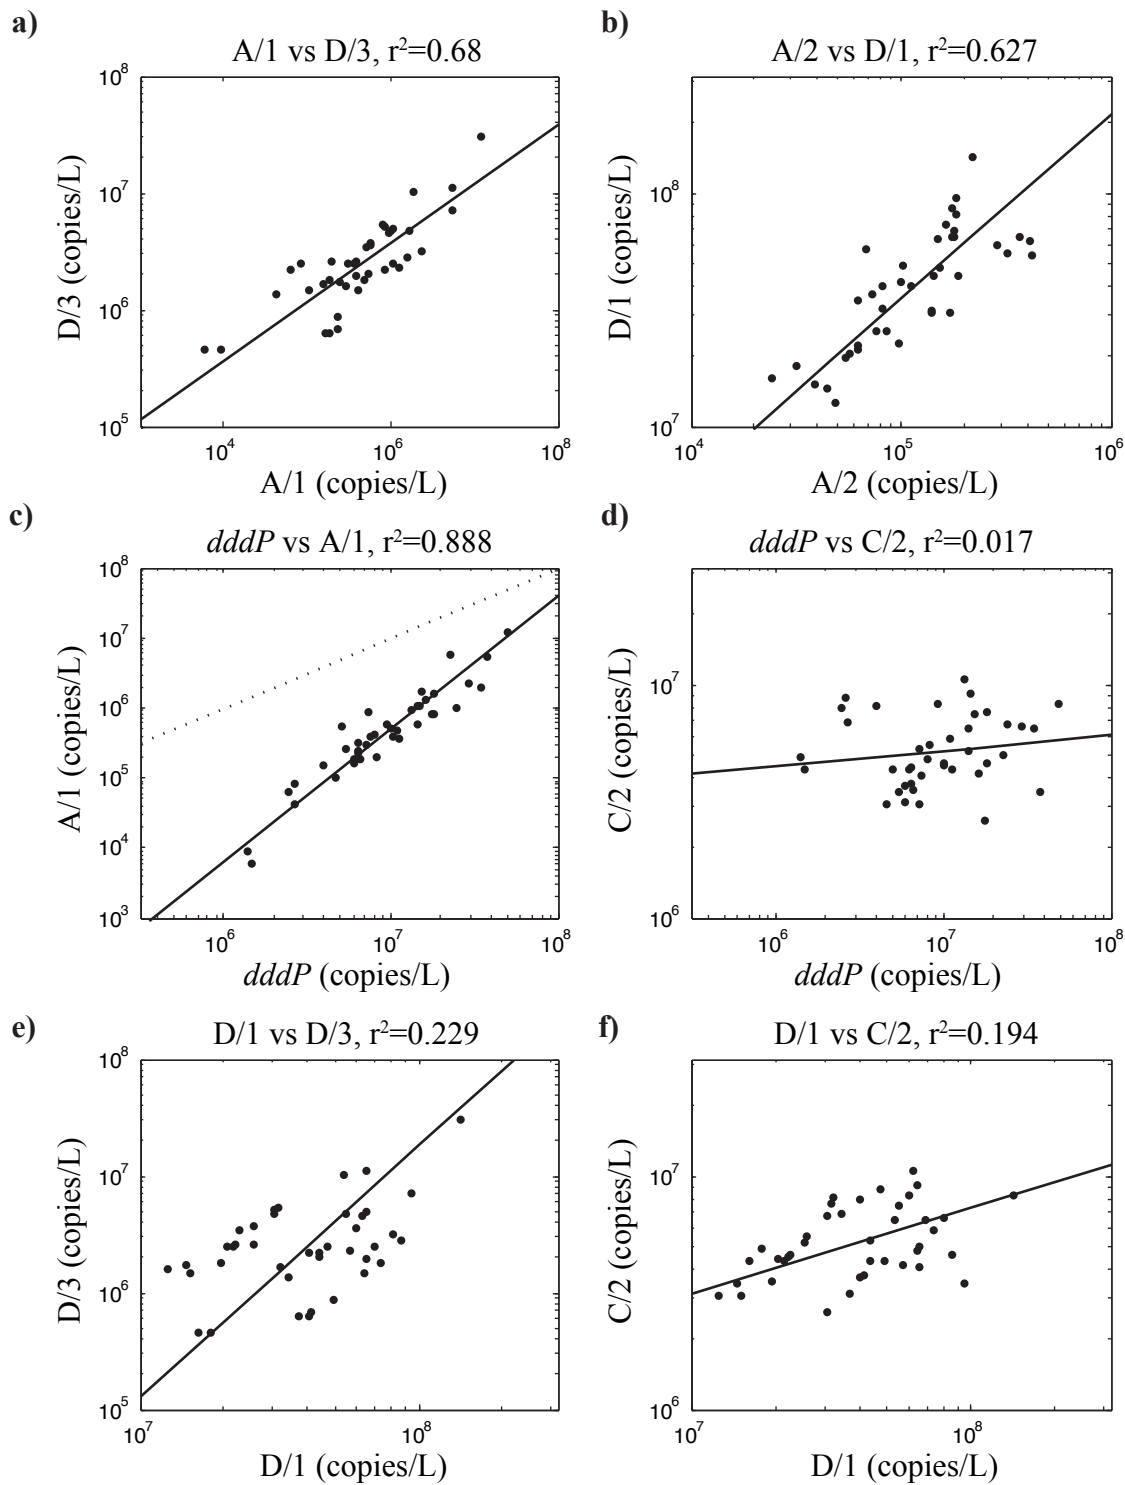 a)
A/1 vs D/3, r²=0.68
10⁸
10⁷
10⁶
10⁵
D/3 (copies/L)
10⁴ 10⁶ 10⁸
A/1 (copies/L)
b)
A/2 vs D/1, r²=0.627
10⁸
10⁷
D/1 (copies/L)
10⁴ 10⁵ 10⁶
A/2 (copies/L)
c)
dddP vs A/1, r²=0.888
10⁸
10⁷
10⁶
10⁵
10⁴
10³
A/1 (copies/L)
10⁶ 10⁷ 10⁸
dddP (copies/L)
d)
dddP vs C/2, r²=0.017
10⁷
10⁶
C/2 (copies/L)
10⁶ 10⁷ 10⁸
dddP (copies/L)
e)
D/1 vs D/3, r²=0.229
10⁸
10⁷
10⁶
10⁵
D/3 (copies/L)
10⁷ 10⁸
D/1 (copies/L)
f)
D/1 vs C/2, r²=0.194
10⁷
10⁶
C/2 (copies/L)
10⁷ 10⁸
D/1 (copies/L)